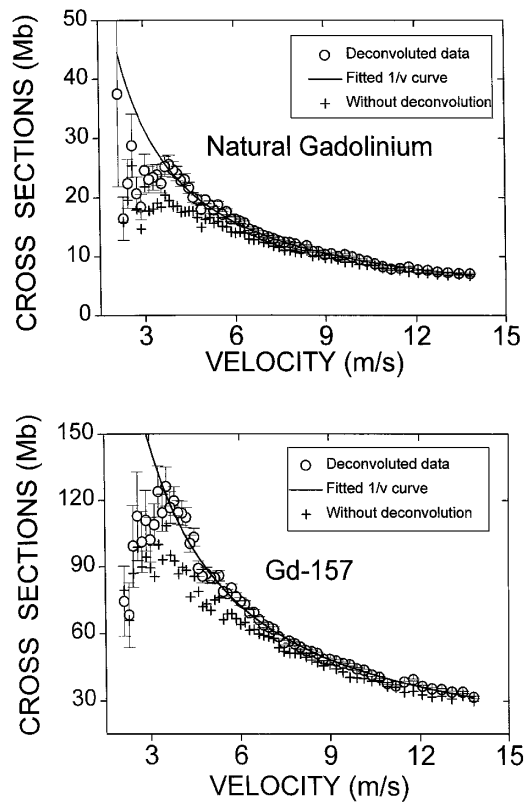 CROSS SECTIONS (Mb)
50
40
30
20
10
0
Deconvoluted data
Fitted 1/v curve
Without deconvolution
Natural Gadolinium
3
6
9
12
15
VELOCITY (m/s)
CROSS SECTIONS (Mb)
150
120
90
60
30
Deconvoluted data
Fitted 1/v curve
Without deconvolution
Gd-157
3
6
9
12
15
VELOCITY (m/s)